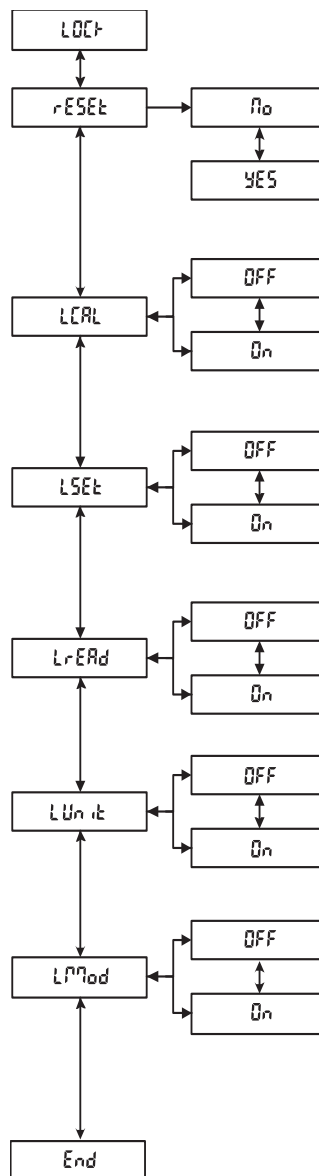 LOCk
rESEt
No
YES
LCAL
OFF
On
LSEt
OFF
On
LrEAd
OFF
On
LUnit
OFF
On
LMod
OFF
On
End